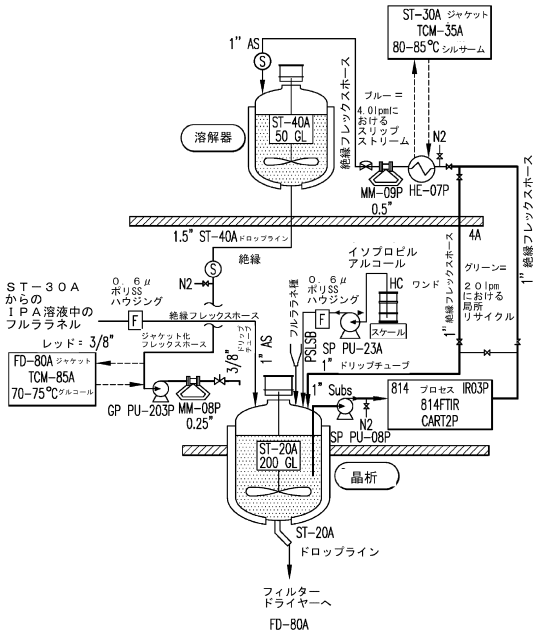 ST-30A ジャケット
TCM-35A
80-85°C シルサーム
1" AS
S
ST-40A
50 GL
溶解器
絶縁フレックスホース
ブルー=
4.0lpmに
おける
スリップ
ストリーム
N2
MM-09P
0.5"
HE-07P
1" 絶縁フレックスホース
1.5" ST-40Aドロップライン
4A
絶縁
S
N2
ST-30A
からの
IPA溶液中の
フルララネル
レッド= 3/8"
0.6μ
ポリSS
ハウジング
F
絶縁フレックスホース
ジャケット化
フレックスホース
3/8" ドリップチューブ
1" AS
フルララネ種
PSLSB
0.6μ
ポリSS
ハウジング
F
イソプロピル
アルコール
HC ワンド
スケール
SP PU-23A
1" ドリップチューブ
1" 絶縁フレックスホース
グリーン=
20lpm
における
局所
リサイクル
FD-80A ジャケット
TCM-85A
70-75°Cグルコール
GP PU-203P
MM-08P
0.25"
1" Subs
N2
SP PU-08P
814 プロセス IR03P
814FTIR
CART2P
ST-20A
200 GL
晶析
ST-20A
ドロップライン
フィルター
ドライヤーへ
FD-80A